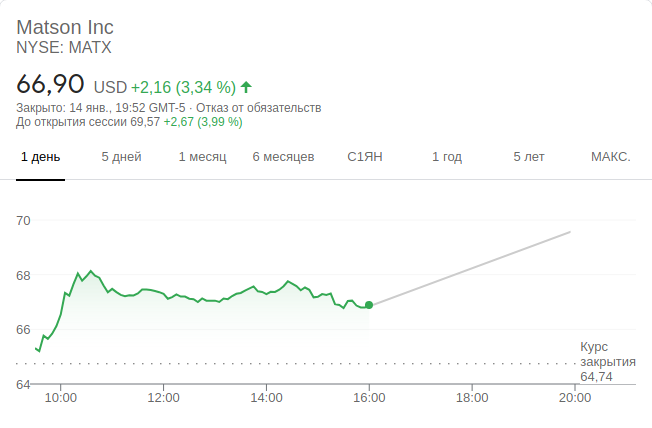 Matson Inc
NYSE: MATX
66,90 USD +2,16 (3,34 %)
Закрыто: 14 янв., 19:52 GMT-5 · Отказ от обязательств
До открытия сессии 69,57 +2,67 (3,99 %)
1 день 5 дней 1 месяц 6 месяцев С1ЯН 1 год 5 лет МАКС.
70
68
66
Курс
закрытия
64,74
64
10:00 12:00 14:00 16:00 18:00 20:00